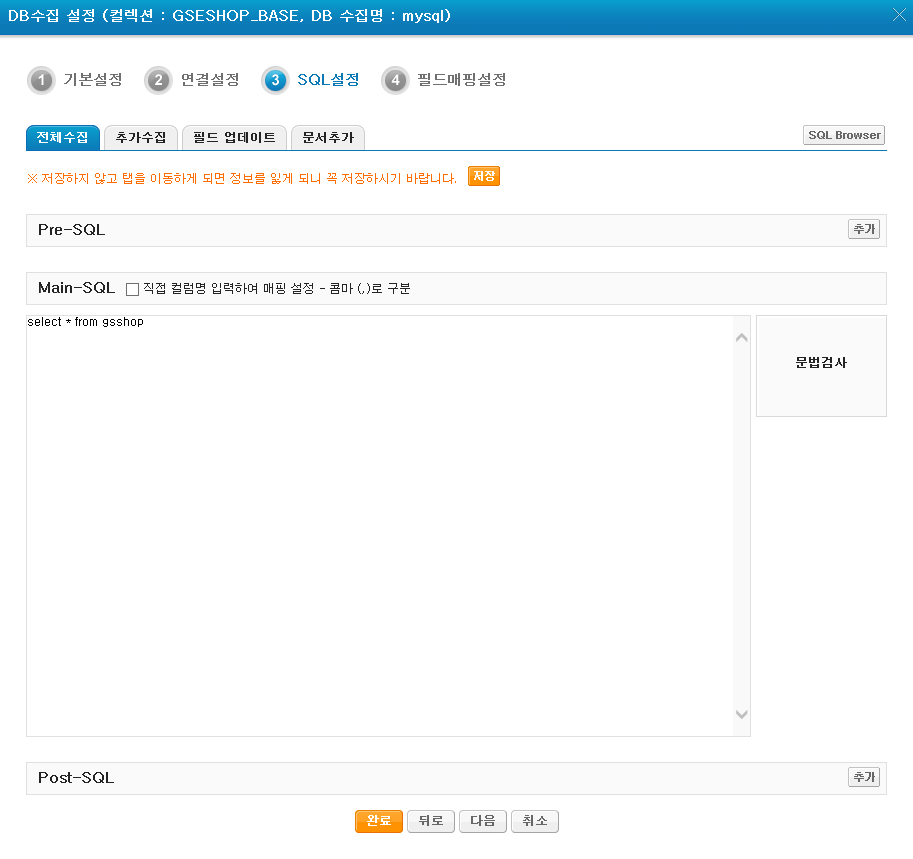 DB수집 설정 (컬렉션 : GSESHOP_BASE, DB 수집명 : mysql)
1 기본설정 2 연결설정 3 SQL설정 4 필드매핑설정
전체수집 추가수집 필드 업데이트 문서추가 SQL Browser
※ 저장하지 않고 탭을 이동하게 되면 정보를 잃게 되니 꼭 저장하시기 바랍니다. 저장
Pre-SQL 추가
Main-SQL 직접 컬럼명 입력하여 매핑 설정 - 콤마 (,)로 구분
select * from gsshop
문법검사
Post-SQL 추가
완료 뒤로 다음 취소